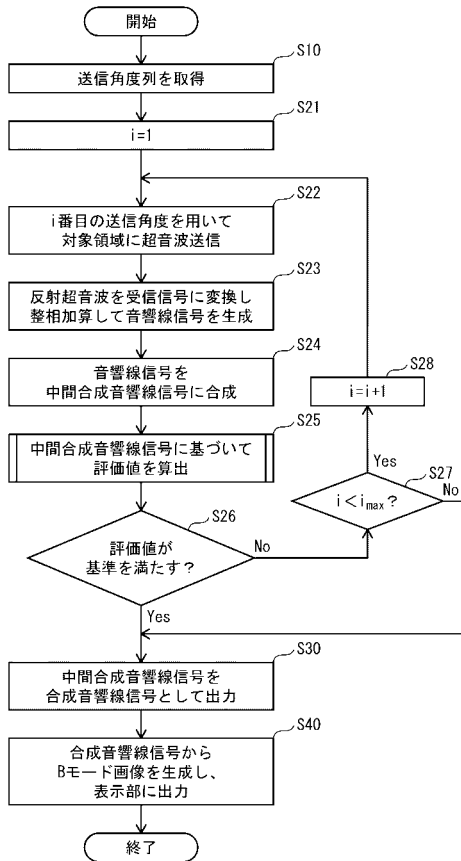 開始
S10
送信角度列を取得
S21
i=1
S22
i番目の送信角度を用いて
対象領域に超音波送信
S23
反射超音波を受信信号に変換し
整相加算して音響線信号を生成
S24
音響線信号を
中間合成音響線信号に合成
S28
i=i+1
S25
中間合成音響線信号に基づいて
評価値を算出
Yes
S27
i<imax?
No
S26
評価値が
基準を満たす?
No
Yes
S30
中間合成音響線信号を
合成音響線信号として出力
S40
合成音響線信号から
Bモード画像を生成し、
表示部に出力
終了